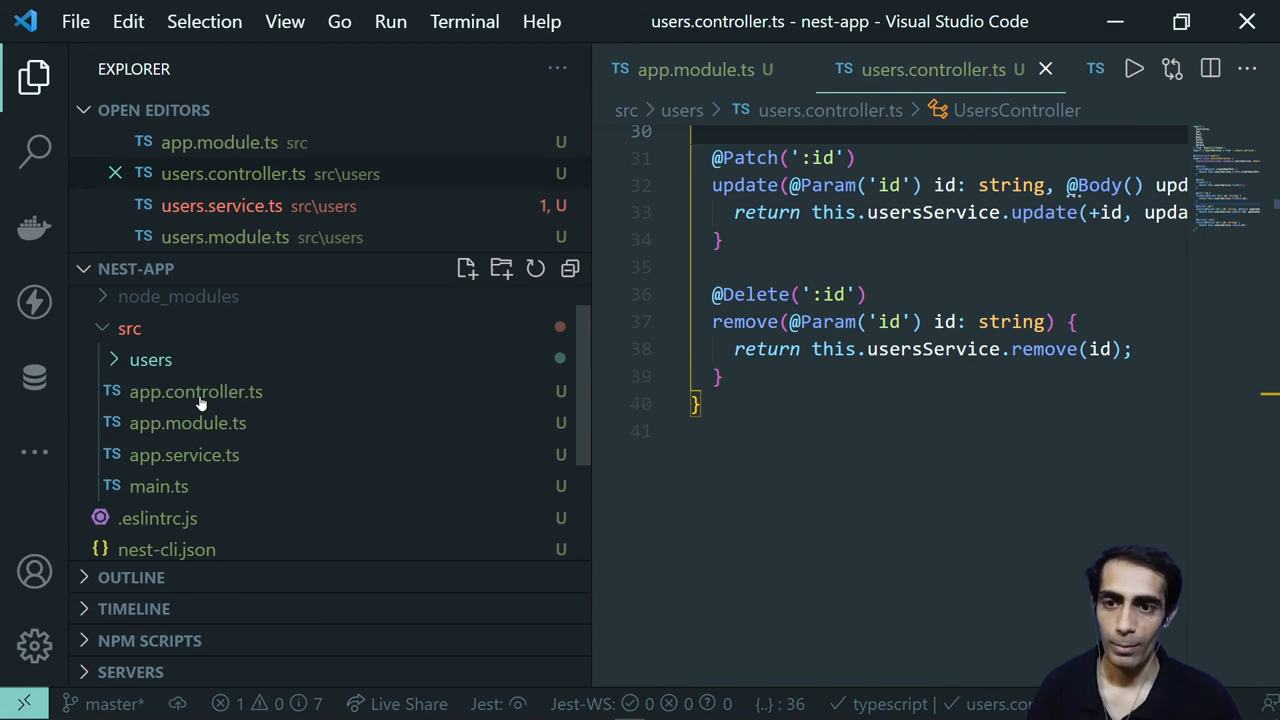 File Edit Selection View Go Run Terminal Help users.controller.ts - nest-app - Visual Studio Code
EXPLORER
OPEN EDITORS
TS app.module.ts src U
TS users.controller.ts src\users U
TS users.service.ts src\users 1, U
TS users.module.ts src\users U
NEST-APP
node_modules
src
users
TS app.controller.ts U
TS app.module.ts U
TS app.service.ts U
TS main.ts U
.eslintrc.js U
{} nest-cli.json U
OUTLINE
TIMELINE
NPM SCRIPTS
SERVERS
TS app.module.ts U TS users.controller.ts U TS
src > users > TS users.controller.ts > UsersController
30
31 @Patch(':id')
32 update(@Param('id') id: string, @Body() upd
33 return this.usersService.update(+id, upda
34 }
35
36 @Delete(':id')
37 remove(@Param('id') id: string) {
38 return this.usersService.remove(id);
39 }
40 }
41
master* 1 0 7 Live Share Jest: Jest-WS: 0 0 0 {..} : 36 typescript | users.con